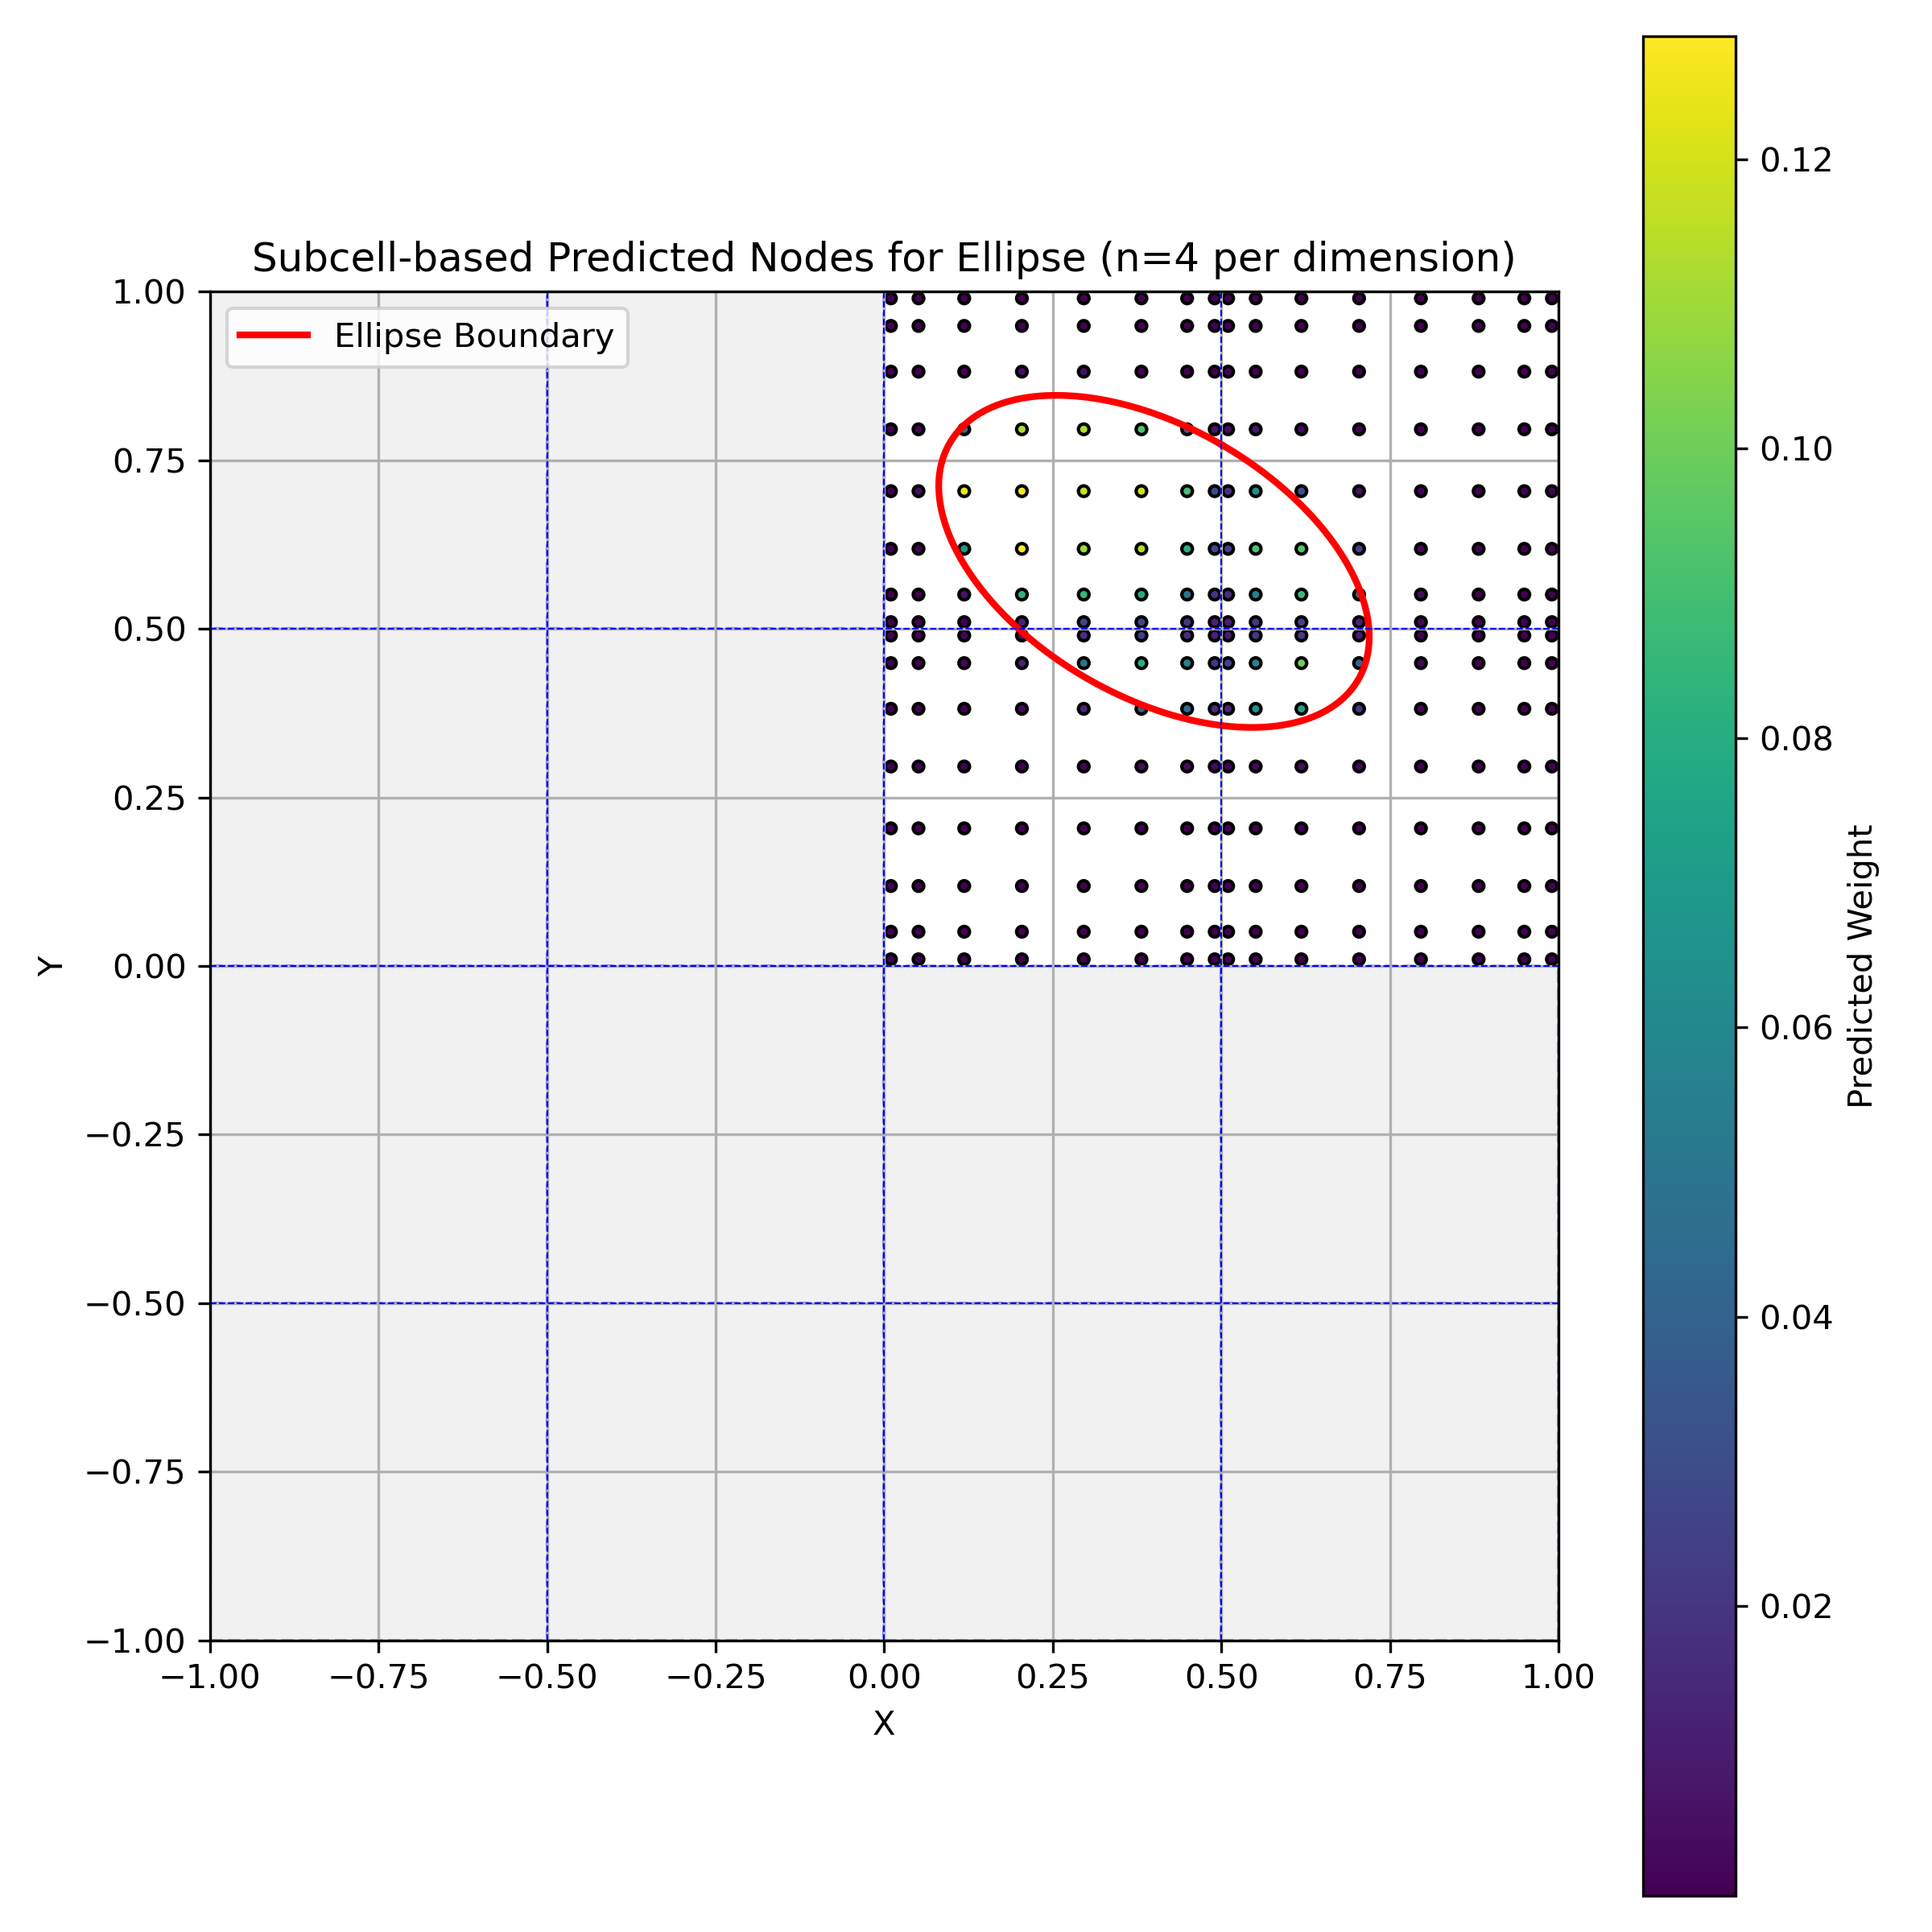 Subcell-based Predicted Nodes for Ellipse (n=4 per dimension)
Ellipse Boundary
1.00
0.75
0.50
0.25
0.00
−0.25
−0.50
−0.75
−1.00
Y
−1.00 −0.75 −0.50 −0.25 0.00 0.25 0.50 0.75 1.00
X
0.12
0.10
0.08
0.06
0.04
0.02
Predicted Weight